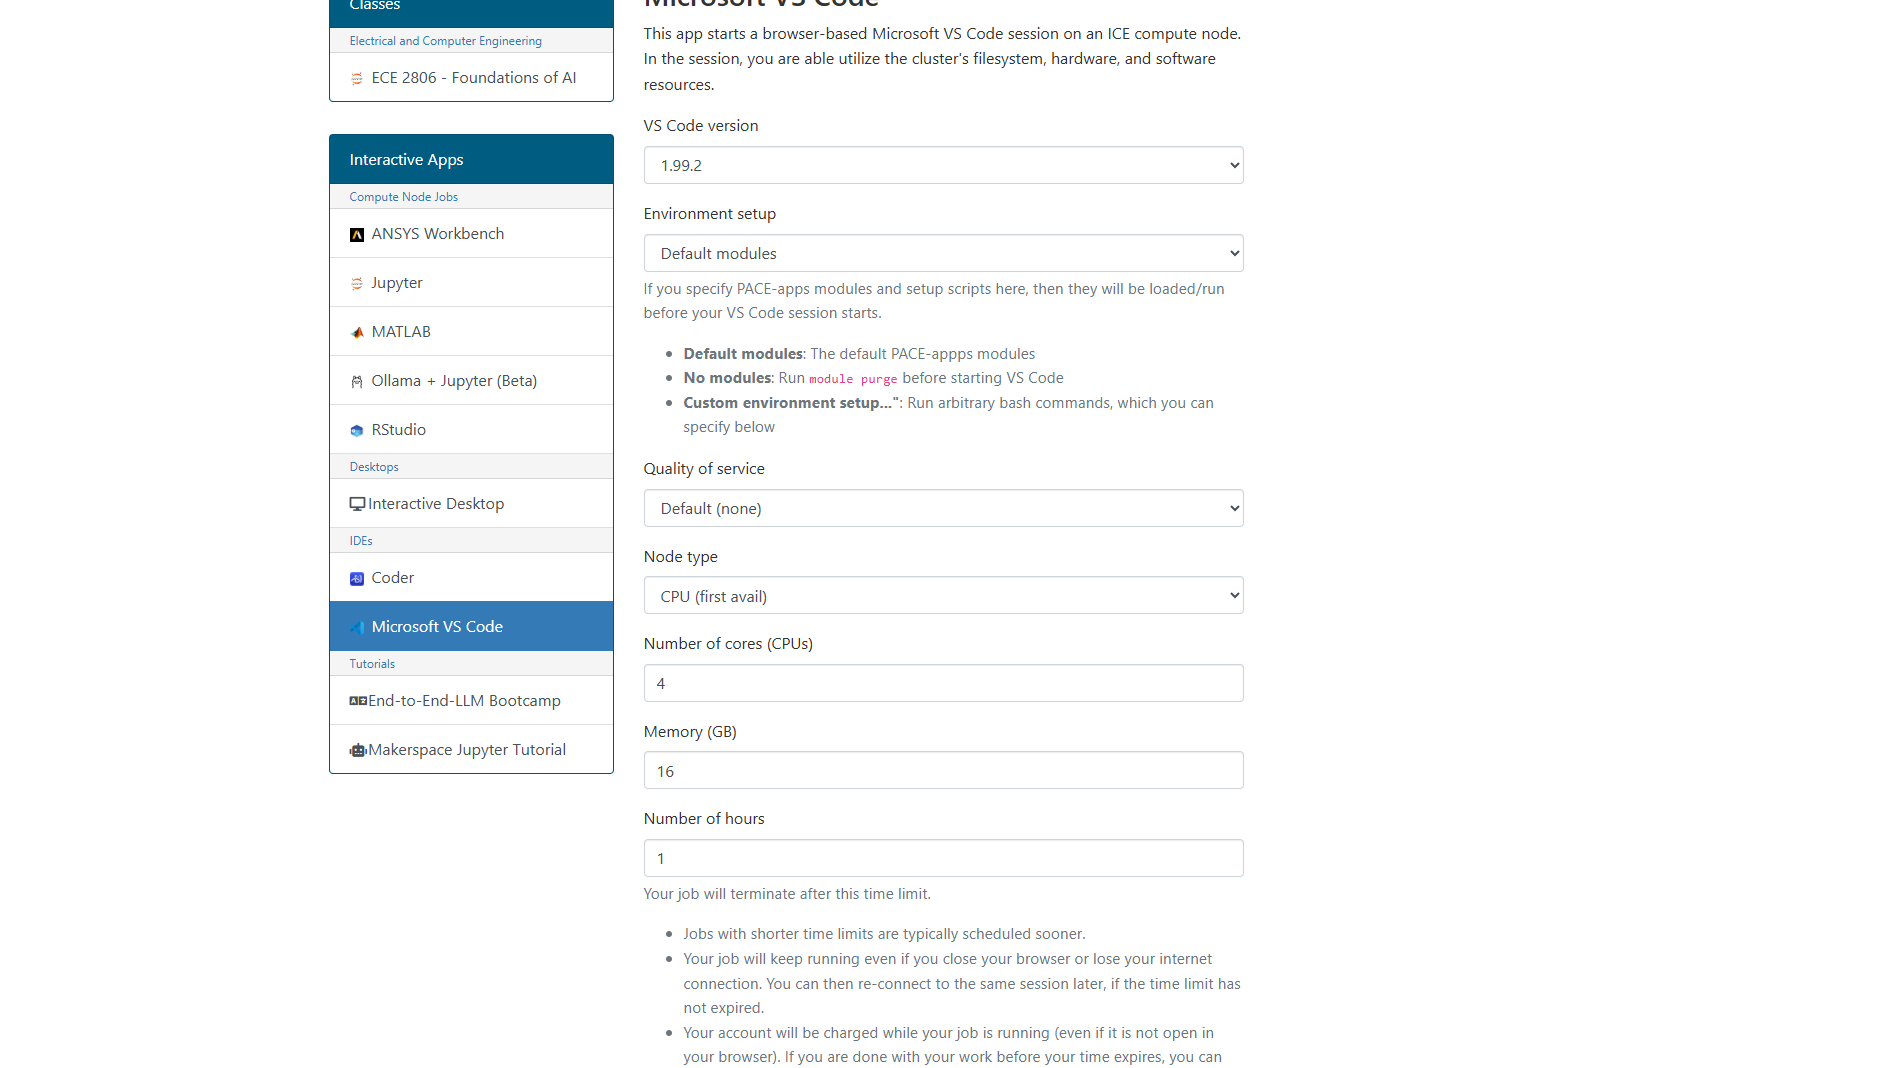 Classes
Electrical and Computer Engineering
ECE 2806 - Foundations of AI
Interactive Apps
Compute Node Jobs
ANSYS Workbench
Jupyter
MATLAB
Ollama + Jupyter (Beta)
RStudio
Desktops
Interactive Desktop
IDEs
Coder
Microsoft VS Code
Tutorials
End-to-End-LLM Bootcamp
Makerspace Jupyter Tutorial
Microsoft VS Code
This app starts a browser-based Microsoft VS Code session on an ICE compute node.
In the session, you are able utilize the cluster's filesystem, hardware, and software
resources.
VS Code version
1.99.2
Environment setup
Default modules
If you specify PACE-apps modules and setup scripts here, then they will be loaded/run
before your VS Code session starts.
Default modules: The default PACE-appps modules
No modules: Run module purge before starting VS Code
Custom environment setup...": Run arbitrary bash commands, which you can
specify below
Quality of service
Default (none)
Node type
CPU (first avail)
Number of cores (CPUs)
4
Memory (GB)
16
Number of hours
1
Your job will terminate after this time limit.
Jobs with shorter time limits are typically scheduled sooner.
Your job will keep running even if you close your browser or lose your internet
connection. You can then re-connect to the same session later, if the time limit has
not expired.
Your account will be charged while your job is running (even if it is not open in
your browser). If you are done with your work before your time expires, you can